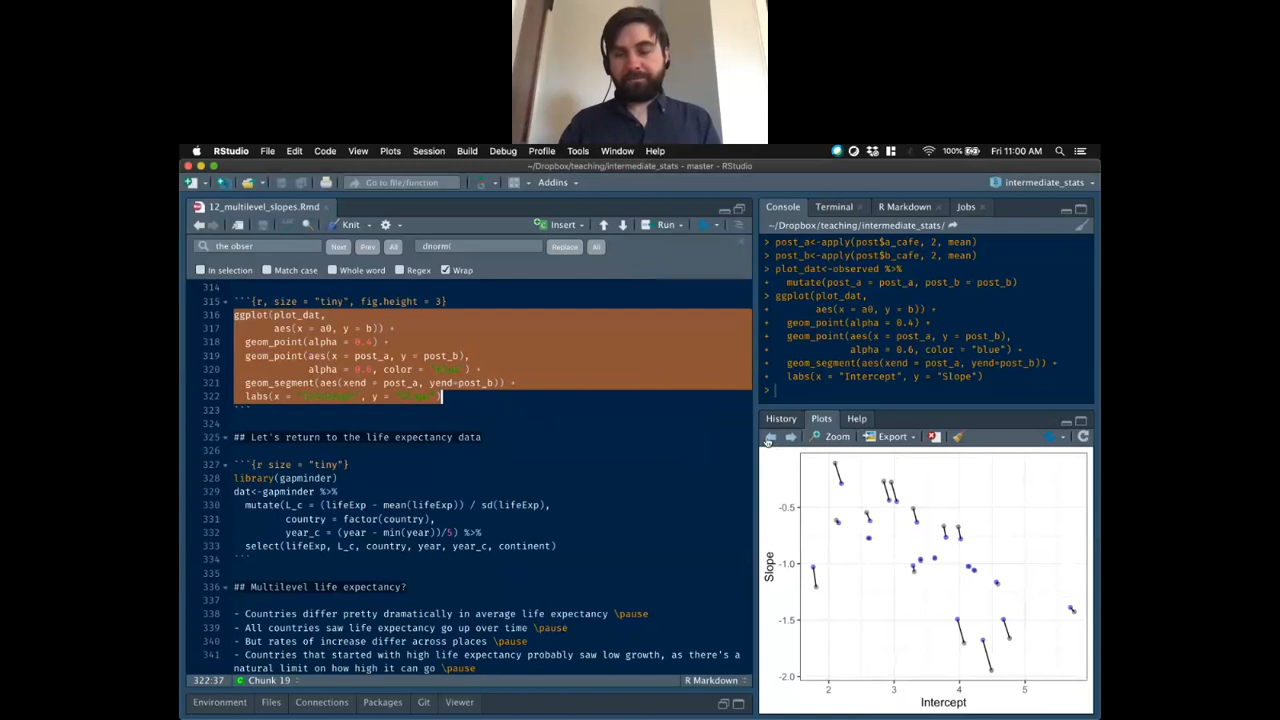 RStudio File Edit Code View Plots Session Build Debug Profile Tools Window Help 100% Fri 11:00 AM
~/Dropbox/teaching/intermediate_stats - master - RStudio
Go to file/function Addins intermediate_stats
12_multilevel_slopes.Rmd
Knit Insert Run
the obser Next Prev All dnorm( Replace All
In selection Match case Whole word Regex Wrap
314
315 ```{r, size = "tiny", fig.height = 3}
316 ggplot(plot_dat,
317 aes(x = a0, y = b)) +
318 geom_point(alpha = 0.4) +
319 geom_point(aes(x = post_a, y = post_b),
320 alpha = 0.6, color = "blue") +
321 geom_segment(aes(xend = post_a, yend=post_b)) +
322 labs(x = "Intercept", y = "Slope")
323 ```
324
325 ## Let's return to the life expectancy data
326
327 ```{r size = "tiny"}
328 library(gapminder)
329 dat<-gapminder %>%
330 mutate(L_c = (lifeExp - mean(lifeExp)) / sd(lifeExp),
331 country = factor(country),
332 year_c = (year - min(year))/5) %>%
333 select(lifeExp, L_c, country, year, year_c, continent)
334 ```
335
336 ## Multilevel life expectancy?
337
338 - Countries differ pretty dramatically in average life expectancy \pause
339 - All countries saw life expectancy go up over time \pause
340 - But rates of increase differ across places \pause
341 - Countries that started with high life expectancy probably saw low growth, as there's a
natural limit on how high it can go \pause
322:37 Chunk 19 R Markdown
Environment Files Connections Packages Git Viewer
Console Terminal R Markdown Jobs
~/Dropbox/teaching/intermediate_stats/
> post_a<-apply(post$a_cafe, 2, mean)
> post_b<-apply(post$b_cafe, 2, mean)
> plot_dat<-observed %>%
+ mutate(post_a = post_a, post_b = post_b)
> ggplot(plot_dat,
+ aes(x = a0, y = b)) +
+ geom_point(alpha = 0.4) +
+ geom_point(aes(x = post_a, y = post_b),
+ alpha = 0.6, color = "blue") +
+ geom_segment(aes(xend = post_a, yend=post_b)) +
+ labs(x = "Intercept", y = "Slope")
>
History Plots Help
Zoom Export
-0.5
-1.0
-1.5
-2.0
Slope
2 3 4 5
Intercept